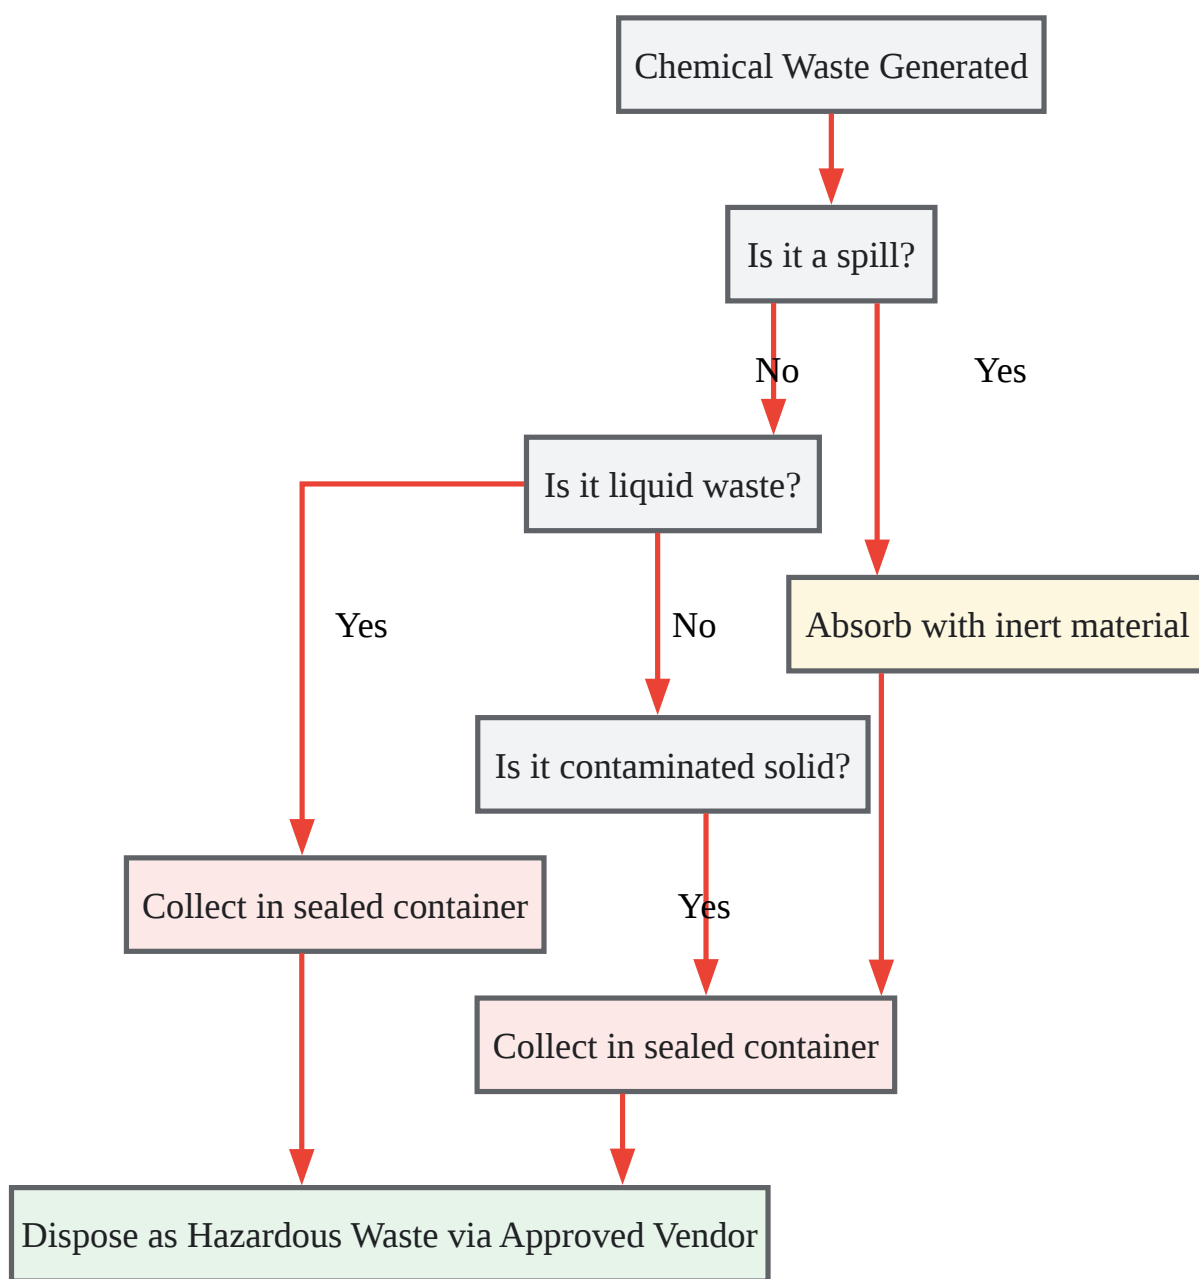 Chemical Waste Generated
Is it a spill?
No
Yes
Is it liquid waste?
Yes
No
Absorb with inert material
Is it contaminated solid?
Collect in sealed container
Yes
Collect in sealed container
Dispose as Hazardous Waste via Approved Vendor